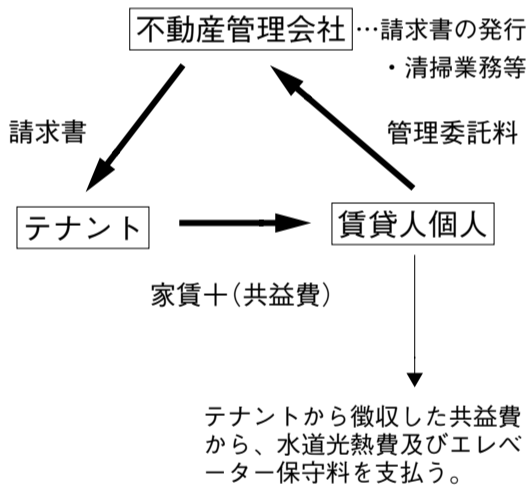 不動産管理会社…請求書の発行
・清掃業務等
請求書
管理委託料
テナント
賃貸人個人
家賃＋(共益費)
テナントから徴収した共益費
から、水道光熱費及びエレベ
ーター保守料を支払う。